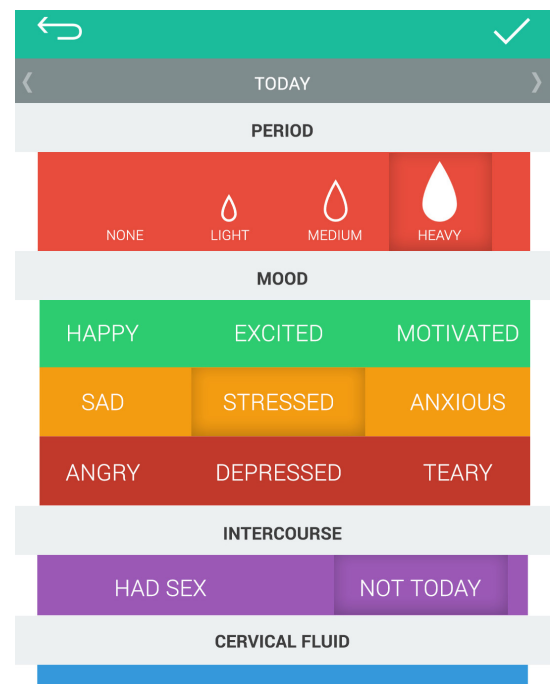 TODAY
PERIOD
NONE LIGHT MEDIUM HEAVY
MOOD
HAPPY EXCITED MOTIVATED
SAD STRESSED ANXIOUS
ANGRY DEPRESSED TEARY
INTERCOURSE
HAD SEX NOT TODAY
CERVICAL FLUID